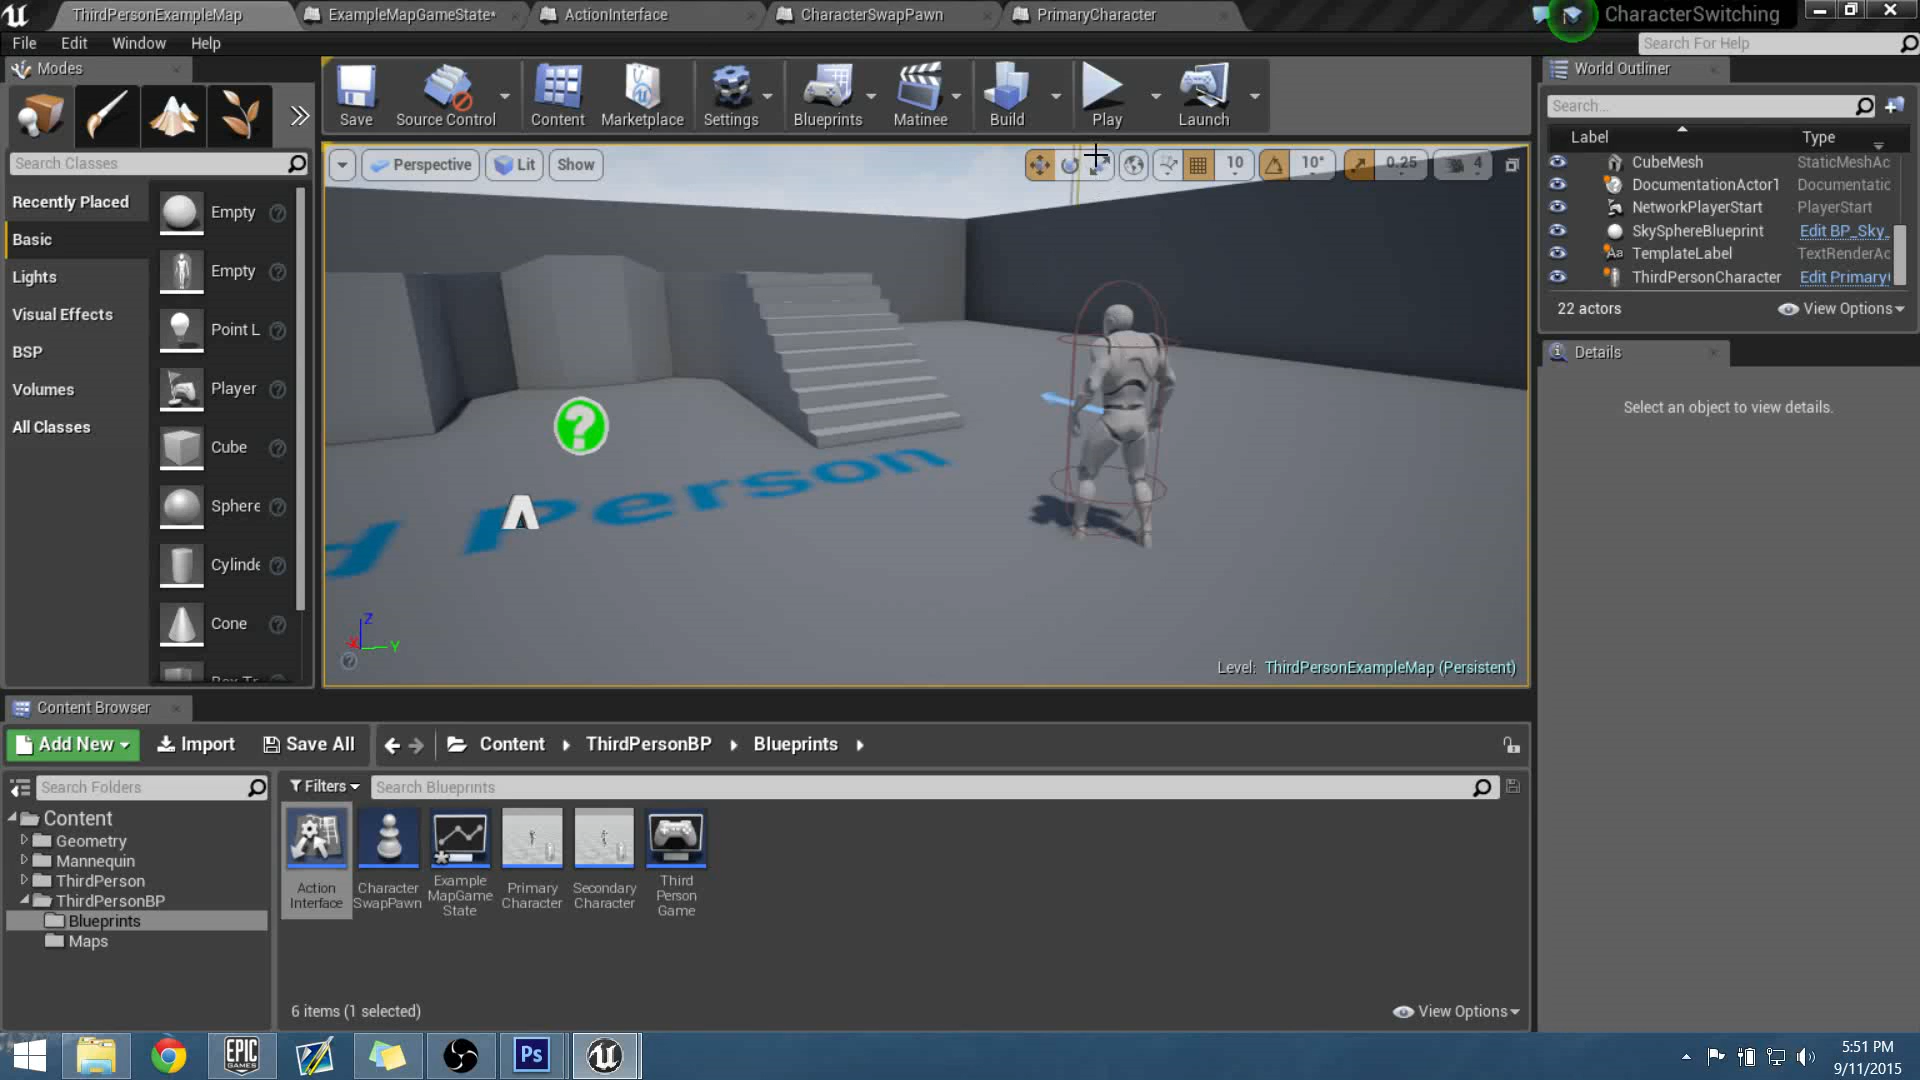 ThirdPersonExampleMap
ExampleMapGameState*
ActionInterface
CharacterSwapPawn
PrimaryCharacter
CharacterSwitching
File Edit Window Help
Search For Help
Modes
World Outliner
Save
Source Control
Content
Marketplace
Settings
Blueprints
Matinee
Build
Play
Launch
Search...
Label Type
Search Classes
Perspective
Lit
Show
10
10°
0.25
4
CubeMesh StaticMeshAc
DocumentationActor1 Documentatic
NetworkPlayerStart PlayerStart
SkySphereBlueprint Edit BP_Sky_
TemplateLabel TextRenderAc
ThirdPersonCharacter Edit Primary
22 actors
View Options
Recently Placed
Basic
Lights
Visual Effects
BSP
Volumes
All Classes
Empty
Empty
Point L
Player
Cube
Sphere
Cylinde
Cone
Details
Select an object to view details.
y Person
Z
X
Y
Level: ThirdPersonExampleMap (Persistent)
Content Browser
Add New
Import
Save All
Content
ThirdPersonBP
Blueprints
Search Folders
Filters
Search Blueprints
Content
Geometry
Mannequin
ThirdPerson
ThirdPersonBP
Blueprints
Maps
Action
Interface
Character
SwapPawn
Example
MapGame
State
Primary
Character
Secondary
Character
Third
Person
Game
6 items (1 selected)
View Options
EPIC
GAMES
Ps
5:51 PM
9/11/2015